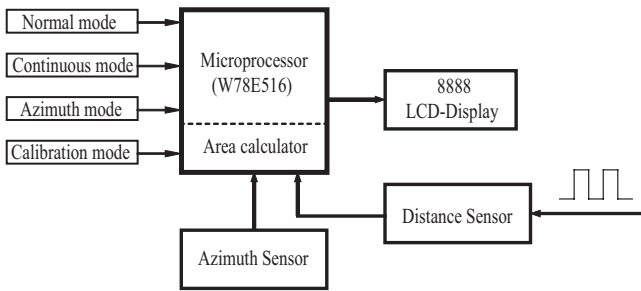 Normal mode
Continuous mode
Azimuth mode
Calibration mode
Microprocessor
(W78E516)
Area calculator
8888
LCD-Display
Distance Sensor
Azimuth Sensor